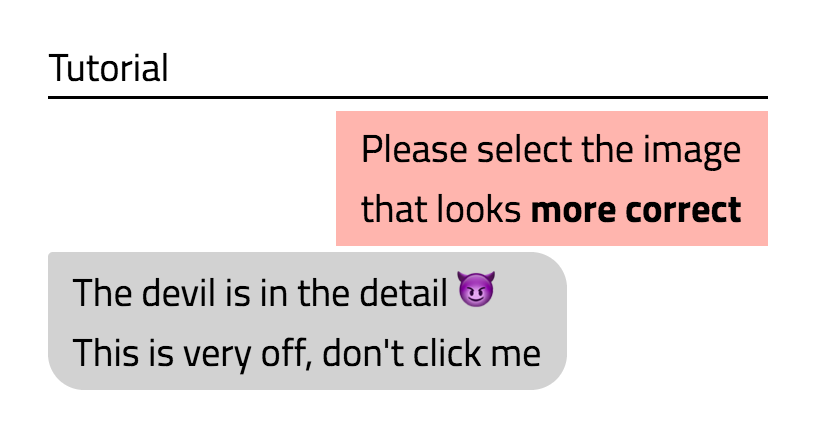 Tutorial
Please select the image
that looks more correct
The devil is in the detail 😈
This is very off, don't click me